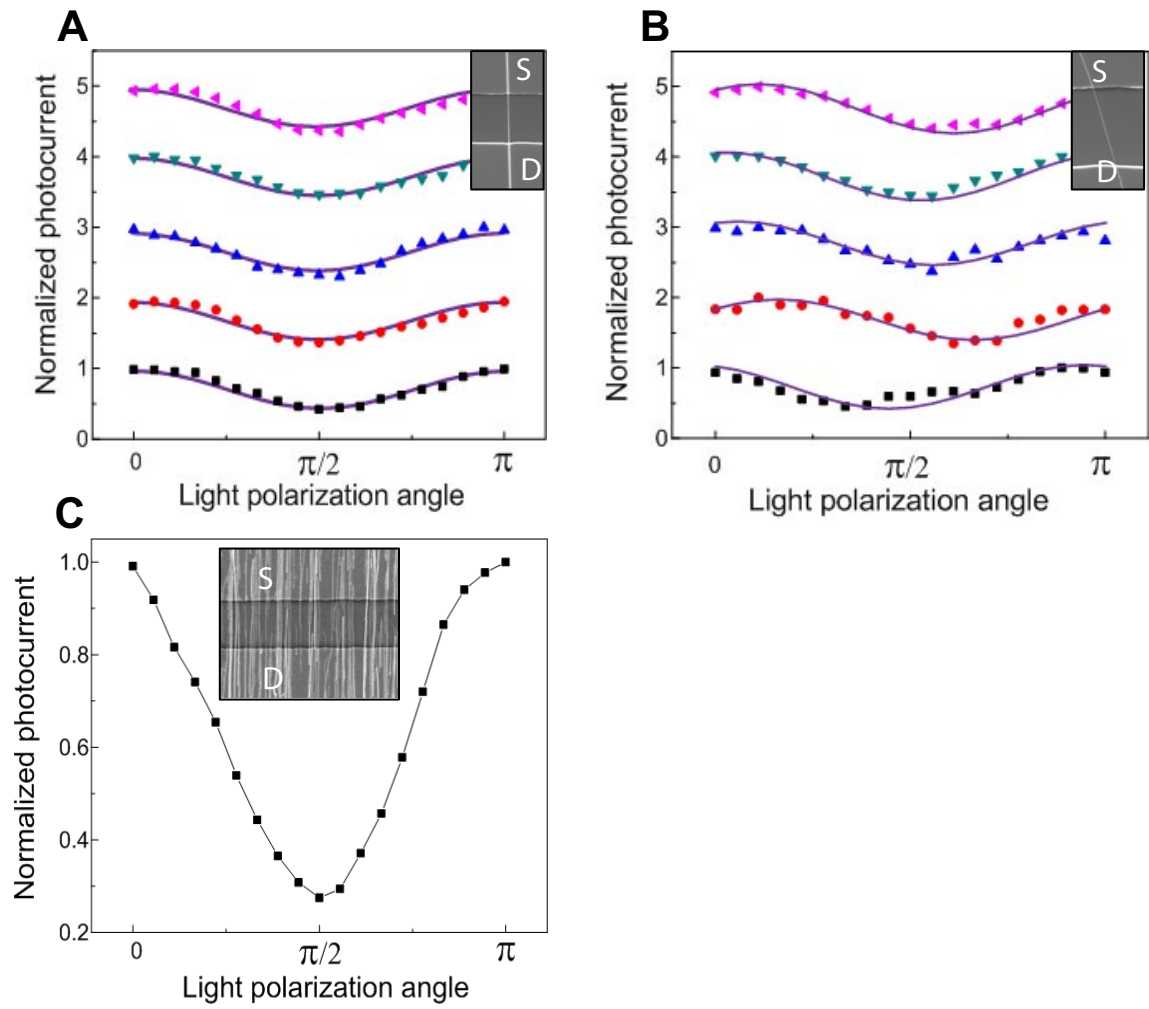 A
Normalized photocurrent
5
4
3
2
1
0
0
π/2
π
Light polarization angle
S
D
B
Normalized photocurrent
5
4
3
2
1
0
0
π/2
π
Light polarization angle
S
D
C
Normalized photocurrent
1.0
0.8
0.6
0.4
0.2
0
π/2
π
Light polarization angle
S
D